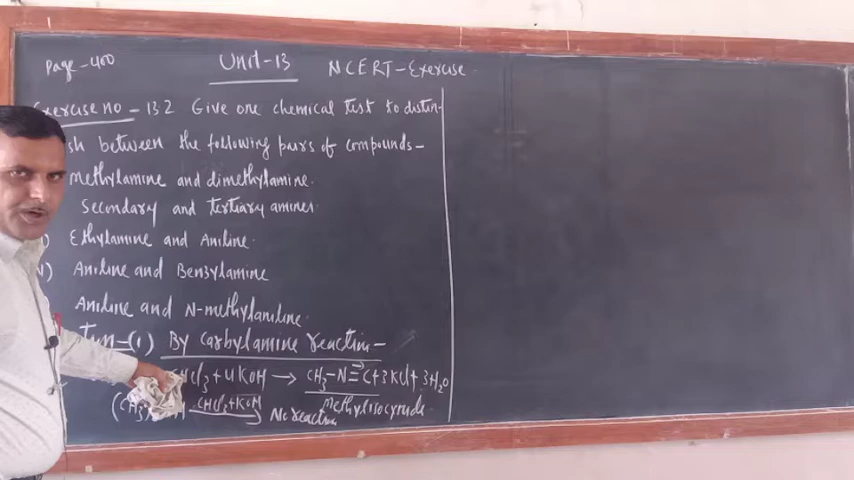 Page-400 Unit-13 NCERT-Exercise
Exercise no - 13.2 Give one chemical test to distin-
sh between the following pairs of compounds-
methylamine and dimethylamine.
Secondary and tertiary amines
) Ethylamine and Aniline.
) Aniline and Benzylamine
Aniline and N-methylaniline.
(1) By Carbylamine reaction-
CHCl₃+4KOH → CH₃-N≡C+3KCl+3H₂O
Methylisocyanide.
(CH₃ CHCl₃+KOH No reaction